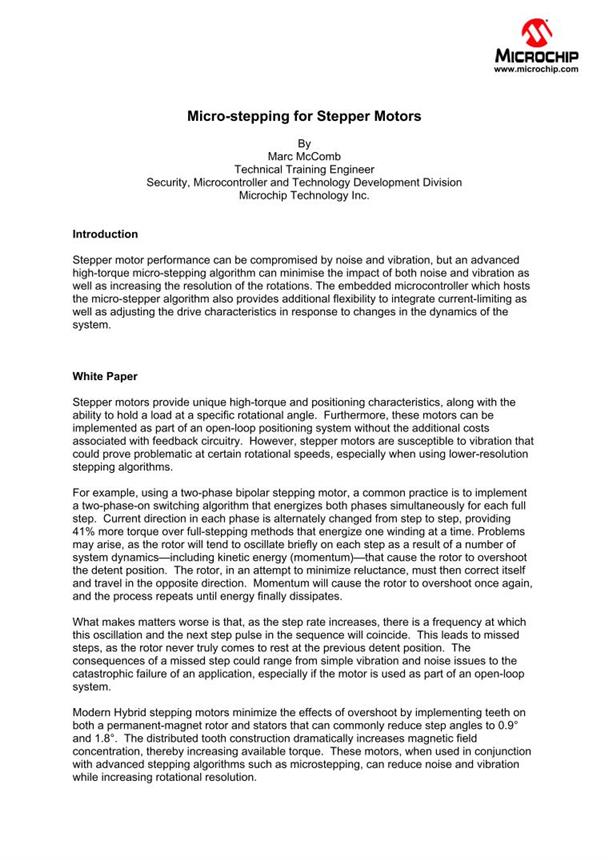 MICROCHIP
www.microchip.com
Micro-stepping for Stepper Motors
By
Marc McComb
Technical Training Engineer
Security, Microcontroller and Technology Development Division
Microchip Technology Inc.
Introduction
Stepper motor performance can be compromised by noise and vibration, but an advanced
high-torque micro-stepping algorithm can minimise the impact of both noise and vibration as
well as increasing the resolution of the rotations. The embedded microcontroller which hosts
the micro-stepper algorithm also provides additional flexibility to integrate current-limiting as
well as adjusting the drive characteristics in response to changes in the dynamics of the
system.
White Paper
Stepper motors provide unique high-torque and positioning characteristics, along with the
ability to hold a load at a specific rotational angle. Furthermore, these motors can be
implemented as part of an open-loop positioning system without the additional costs
associated with feedback circuitry. However, stepper motors are susceptible to vibration that
could prove problematic at certain rotational speeds, especially when using lower-resolution
stepping algorithms.
For example, using a two-phase bipolar stepping motor, a common practice is to implement
a two-phase-on switching algorithm that energizes both phases simultaneously for each full
step. Current direction in each phase is alternately changed from step to step, providing
41% more torque over full-stepping methods that energize one winding at a time. Problems
may arise, as the rotor will tend to oscillate briefly on each step as a result of a number of
system dynamics—including kinetic energy (momentum)—that cause the rotor to overshoot
the detent position. The rotor, in an attempt to minimize reluctance, must then correct itself
and travel in the opposite direction. Momentum will cause the rotor to overshoot once again,
and the process repeats until energy finally dissipates.
What makes matters worse is that, as the step rate increases, there is a frequency at which
this oscillation and the next step pulse in the sequence will coincide. This leads to missed
steps, as the rotor never truly comes to rest at the previous detent position. The
consequences of a missed step could range from simple vibration and noise issues to the
catastrophic failure of an application, especially if the motor is used as part of an open-loop
system.
Modern Hybrid stepping motors minimize the effects of overshoot by implementing teeth on
both a permanent-magnet rotor and stators that can commonly reduce step angles to 0.9°
and 1.8°. The distributed tooth construction dramatically increases magnetic field
concentration, thereby increasing available torque. These motors, when used in conjunction
with advanced stepping algorithms such as microstepping, can reduce noise and vibration
while increasing rotational resolution.